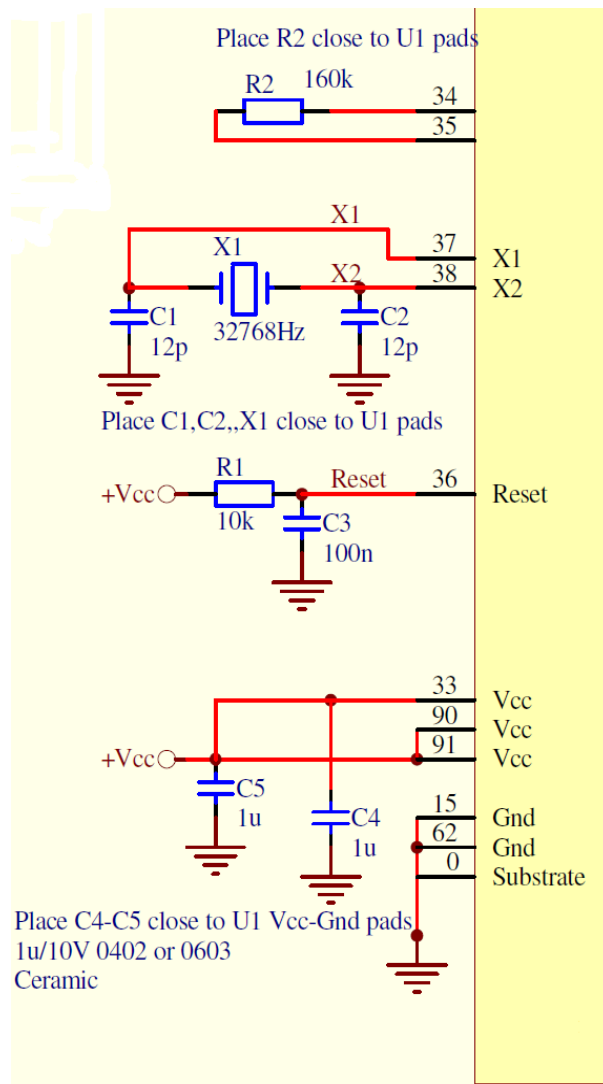 Place R2 close to U1 pads
R2 160k 34
35
X1
X1 37 X1
X2 38 X2
C1 C2
12p 32768Hz 12p
Place C1,C2,,X1 close to U1 pads
R1 Reset 36
+Vcc Reset
10k C3
100n
33 Vcc
90 Vcc
+Vcc 91 Vcc
C5 15 Gnd
1u C4 62 Gnd
1u 0 Substrate
Place C4-C5 close to U1 Vcc-Gnd pads
1u/10V 0402 or 0603
Ceramic